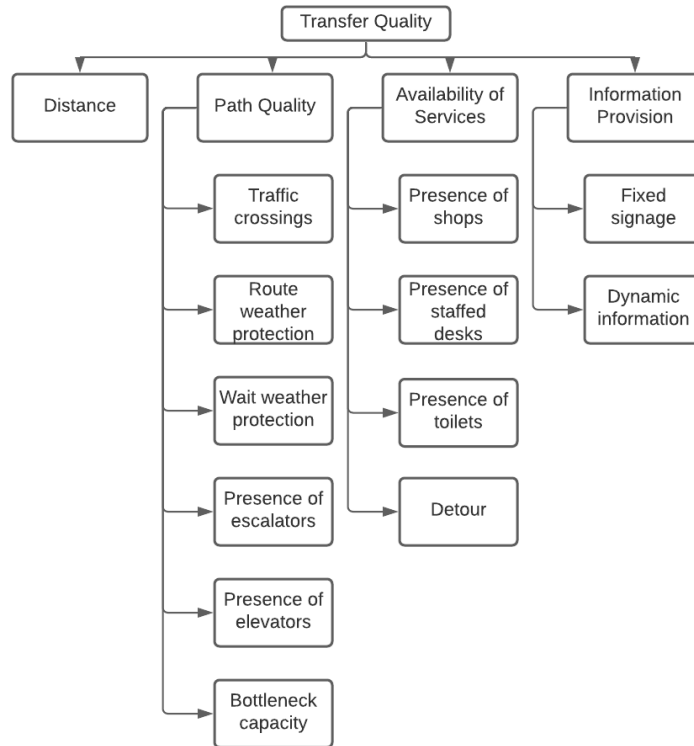 Transfer Quality
Distance
Path Quality
Availability of
Services
Information
Provision
Traffic
crossings
Presence of
shops
Fixed
signage
Route
weather
protection
Presence of
staffed
desks
Dynamic
information
Wait weather
protection
Presence of
toilets
Presence of
escalators
Detour
Presence of
elevators
Bottleneck
capacity